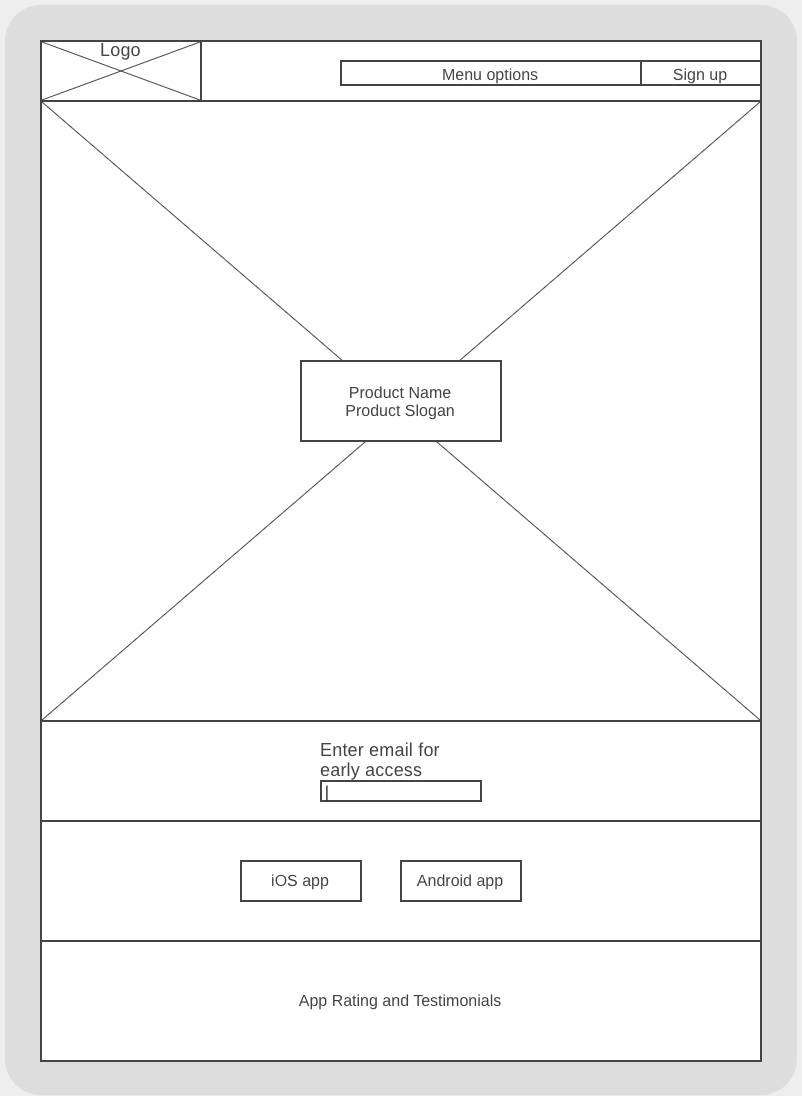 Logo
Menu options
Sign up
Product Name
Product Slogan
Enter email for
early access
iOS app
Android app
App Rating and Testimonials